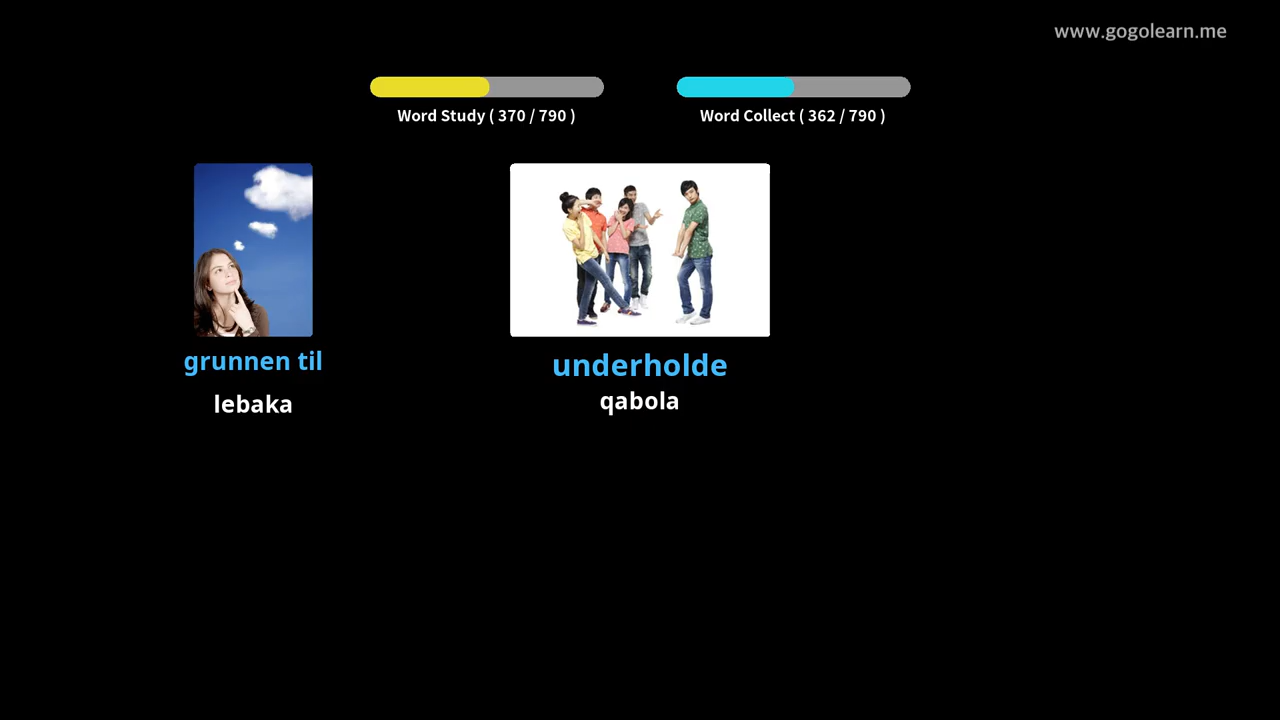 www.gogolearn.me
Word Study ( 370 / 790 )
Word Collect ( 362 / 790 )
grunnen til
lebaka
underholde
qabola